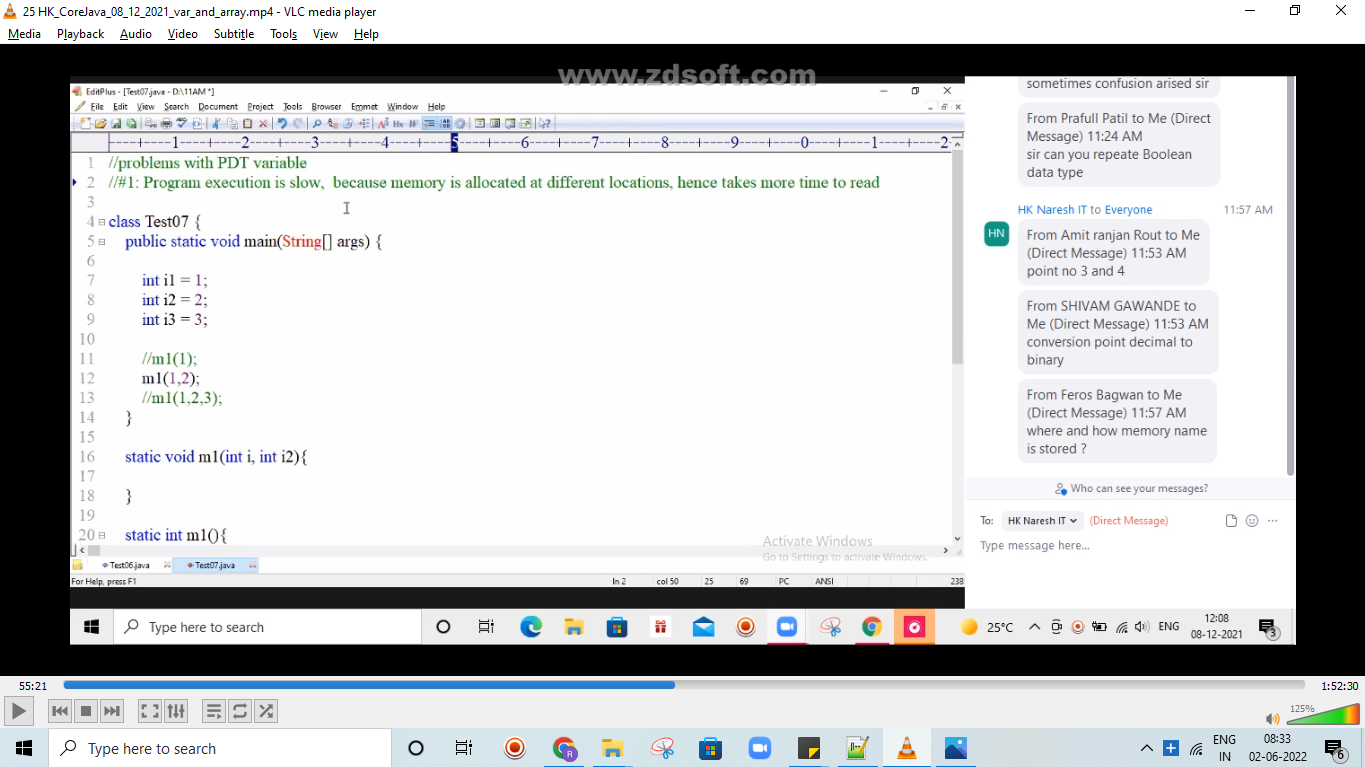 25 HK_CoreJava_08_12_2021_var_and_array.mp4 - VLC media player
Media Playback Audio Video Subtitle Tools View Help
www.zdsoft.com
EditPlus - [Test07.java - D:\11AM *]
File Edit View Search Document Project Tools Browser Emmet Window Help
----+----1----+----2----+----3----+----4----+----5----+----6----+----7----+----8----+----9----+----0----+----1----+----2
1 //problems with PDT variable
2 //#1: Program execution is slow,  because memory is allocated at different locations, hence takes more time to read
3
4 class Test07 {
5 public static void main(String[] args) {
6
7 int i1 = 1;
8 int i2 = 2;
9 int i3 = 3;
10
11 //m1(1);
12 m1(1,2);
13 //m1(1,2,3);
14 }
15
16 static void m1(int i, int i2){
17
18 }
19
20 static int m1(){
Test06.java Test07.java
For Help, press F1 ln 2 col 50 25 69 PC ANSI 238
Activate Windows
Go to Settings to activate Windows.
sometimes confusion arised sir
From Prafull Patil to Me (Direct
Message) 11:24 AM
sir can you repeate Boolean
data type
HK Naresh IT to Everyone 11:57 AM
HN
From Amit ranjan Rout to Me
(Direct Message) 11:53 AM
point no 3 and 4
From SHIVAM GAWANDE to
Me (Direct Message) 11:53 AM
conversion point decimal to
binary
From Feros Bagwan to Me
(Direct Message) 11:57 AM
where and how memory name
is stored ?
Who can see your messages?
To: HK Naresh IT (Direct Message)
Type message here...
Type here to search
25°C ENG 12:08
08-12-2021 3
55:21 1:52:30
125%
Type here to search
ENG 08:33
IN 02-06-2022 6